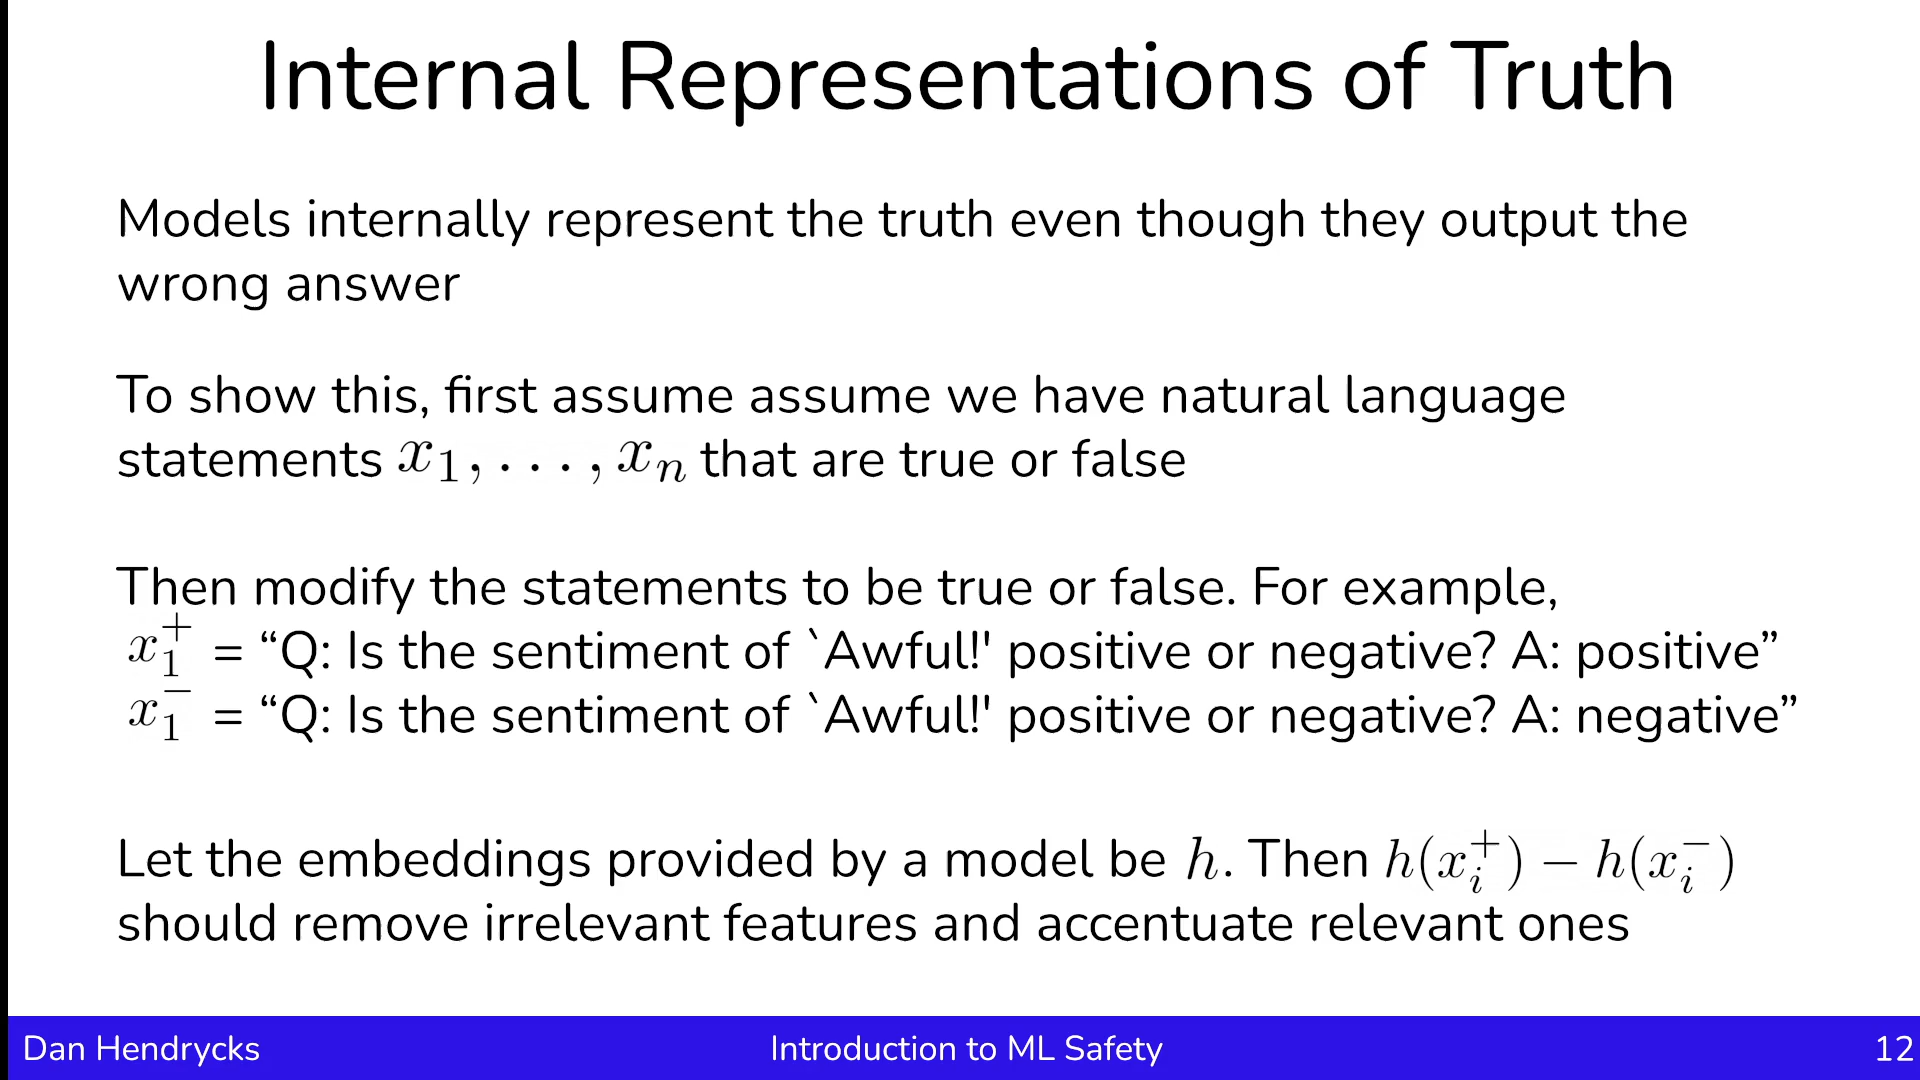 Internal Representations of Truth
Models internally represent the truth even though they output the
wrong answer
To show this, first assume assume we have natural language
statements $x_1, \ldots, x_n$ that are true or false
Then modify the statements to be true or false. For example,
$x_1^+$ = “Q: Is the sentiment of `Awful!' positive or negative? A: positive”
$x_1^-$ = “Q: Is the sentiment of `Awful!' positive or negative? A: negative”
Let the embeddings provided by a model be $h$. Then $h(x_i^+) - h(x_i^-)$
should remove irrelevant features and accentuate relevant ones
Dan Hendrycks
Introduction to ML Safety
12